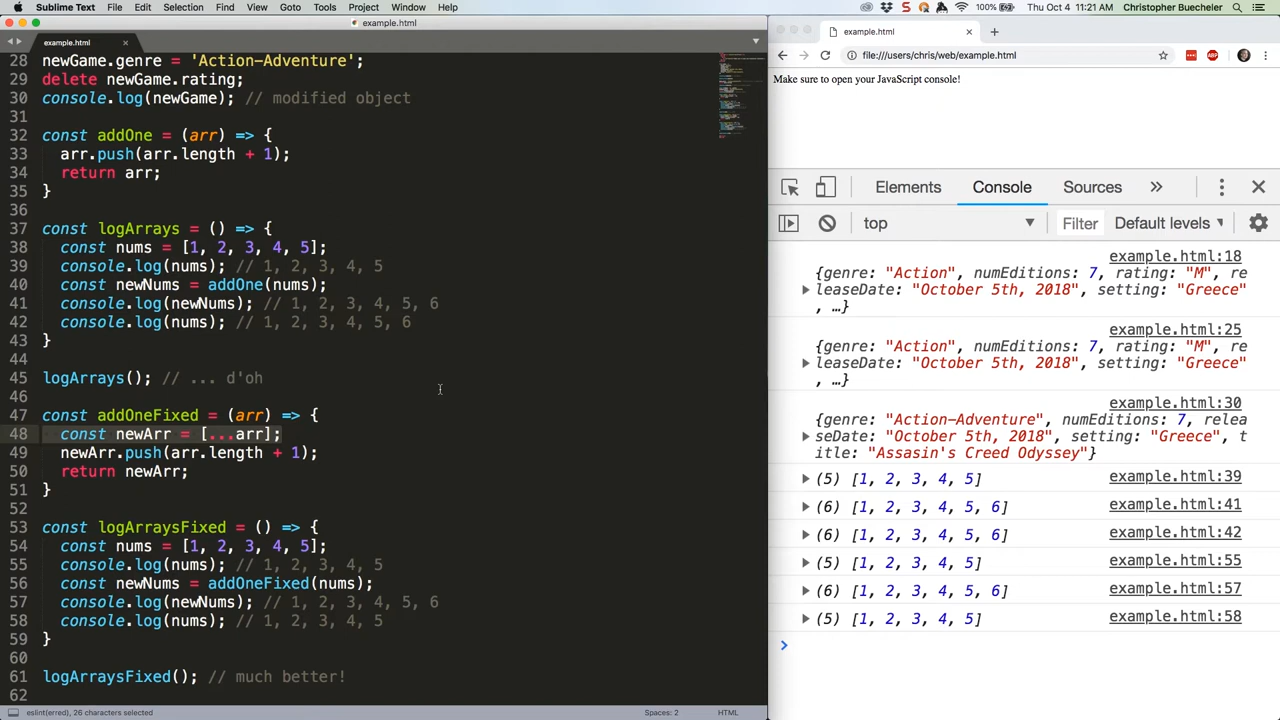 Sublime Text File Edit Selection Find View Goto Tools Project Window Help 100% Thu Oct 4 11:21 AM Christopher Buecheler
example.html
example.html
newGame.genre = 'Action-Adventure';
29 delete newGame.rating;
30 console.log(newGame); // modified object
31
32 const addOne = (arr) => {
33 arr.push(arr.length + 1);
34 return arr;
35 }
36
37 const logArrays = () => {
38 const nums = [1, 2, 3, 4, 5];
39 console.log(nums); // 1, 2, 3, 4, 5
40 const newNums = addOne(nums);
41 console.log(newNums); // 1, 2, 3, 4, 5, 6
42 console.log(nums); // 1, 2, 3, 4, 5, 6
43 }
44
45 logArrays(); // ... d'oh
46
47 const addOneFixed = (arr) => {
48 const newArr = [...arr];
49 newArr.push(arr.length + 1);
50 return newArr;
51 }
52
53 const logArraysFixed = () => {
54 const nums = [1, 2, 3, 4, 5];
55 console.log(nums); // 1, 2, 3, 4, 5
56 const newNums = addOneFixed(nums);
57 console.log(newNums); // 1, 2, 3, 4, 5, 6
58 console.log(nums); // 1, 2, 3, 4, 5
59 }
60
61 logArraysFixed(); // much better!
62
eslint(erred), 26 characters selected Spaces: 2 HTML
example.html
file:///users/chris/web/example.html ABP
Make sure to open your JavaScript console!
Elements Console Sources
top Filter Default levels
example.html:18
{genre: "Action", numEditions: 7, rating: "M", re
leaseDate: "October 5th, 2018", setting: "Greece"
, …}
example.html:25
{genre: "Action", numEditions: 7, rating: "M", re
leaseDate: "October 5th, 2018", setting: "Greece"
, …}
example.html:30
{genre: "Action-Adventure", numEditions: 7, relea
seDate: "October 5th, 2018", setting: "Greece", t
itle: "Assasin's Creed Odyssey"}
(5) [1, 2, 3, 4, 5] example.html:39
(6) [1, 2, 3, 4, 5, 6] example.html:41
(6) [1, 2, 3, 4, 5, 6] example.html:42
(5) [1, 2, 3, 4, 5] example.html:55
(6) [1, 2, 3, 4, 5, 6] example.html:57
(5) [1, 2, 3, 4, 5] example.html:58